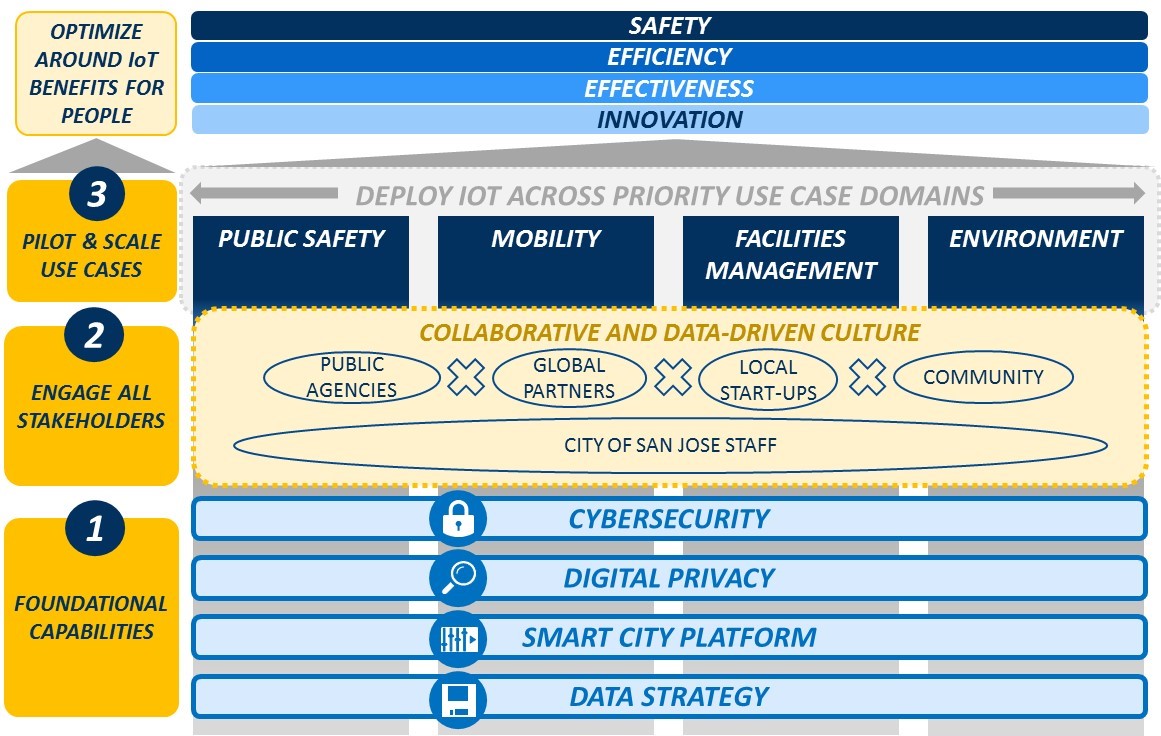 OPTIMIZE
AROUND IoT
BENEFITS FOR
PEOPLE
SAFETY
EFFICIENCY
EFFECTIVENESS
INNOVATION
3
PILOT & SCALE
USE CASES
DEPLOY IOT ACROSS PRIORITY USE CASE DOMAINS
PUBLIC SAFETY
MOBILITY
FACILITIES
MANAGEMENT
ENVIRONMENT
2
ENGAGE ALL
STAKEHOLDERS
COLLABORATIVE AND DATA-DRIVEN CULTURE
PUBLIC
AGENCIES
GLOBAL
PARTNERS
LOCAL
START-UPS
COMMUNITY
CITY OF SAN JOSE STAFF
1
FOUNDATIONAL
CAPABILITIES
CYBERSECURITY
DIGITAL PRIVACY
SMART CITY PLATFORM
DATA STRATEGY